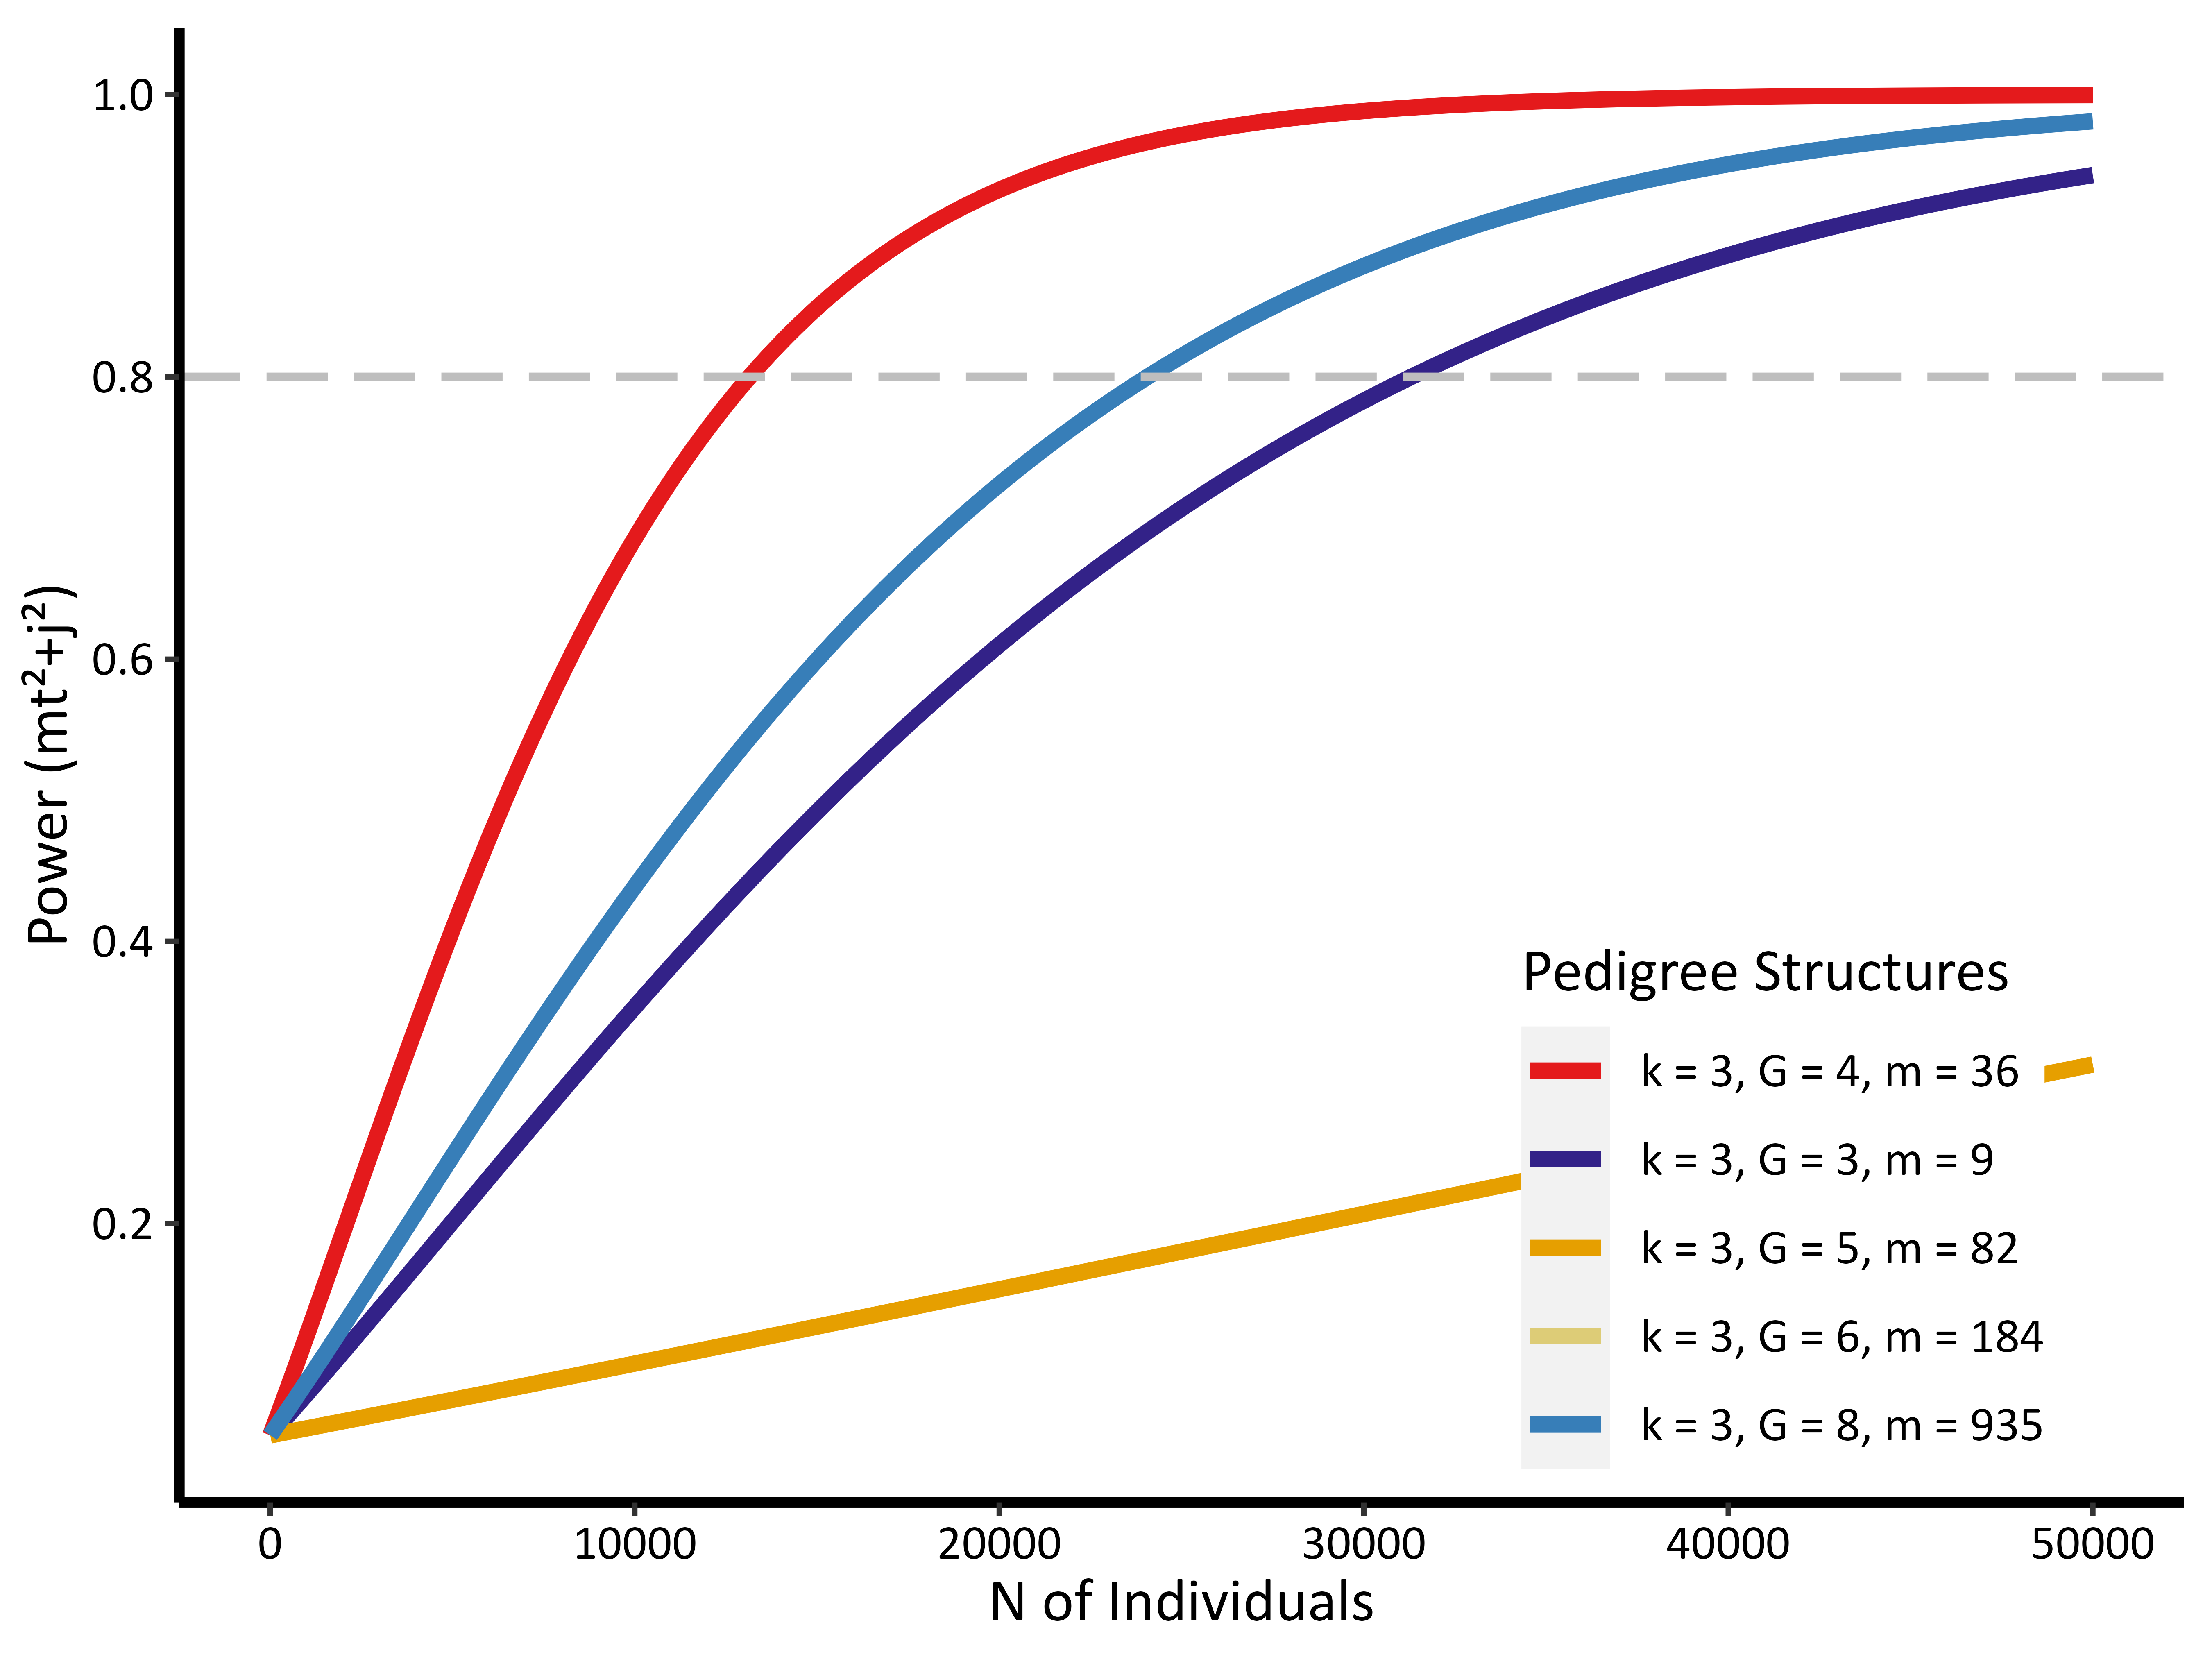 1.0
0.8
0.6
0.4
0.2
Power (mt²+j²)
Pedigree Structures
k = 3, G = 4, m = 36
k = 3, G = 3, m = 9
k = 3, G = 5, m = 82
k = 3, G = 6, m = 184
k = 3, G = 8, m = 935
0 10000 20000 30000 40000 50000
N of Individuals